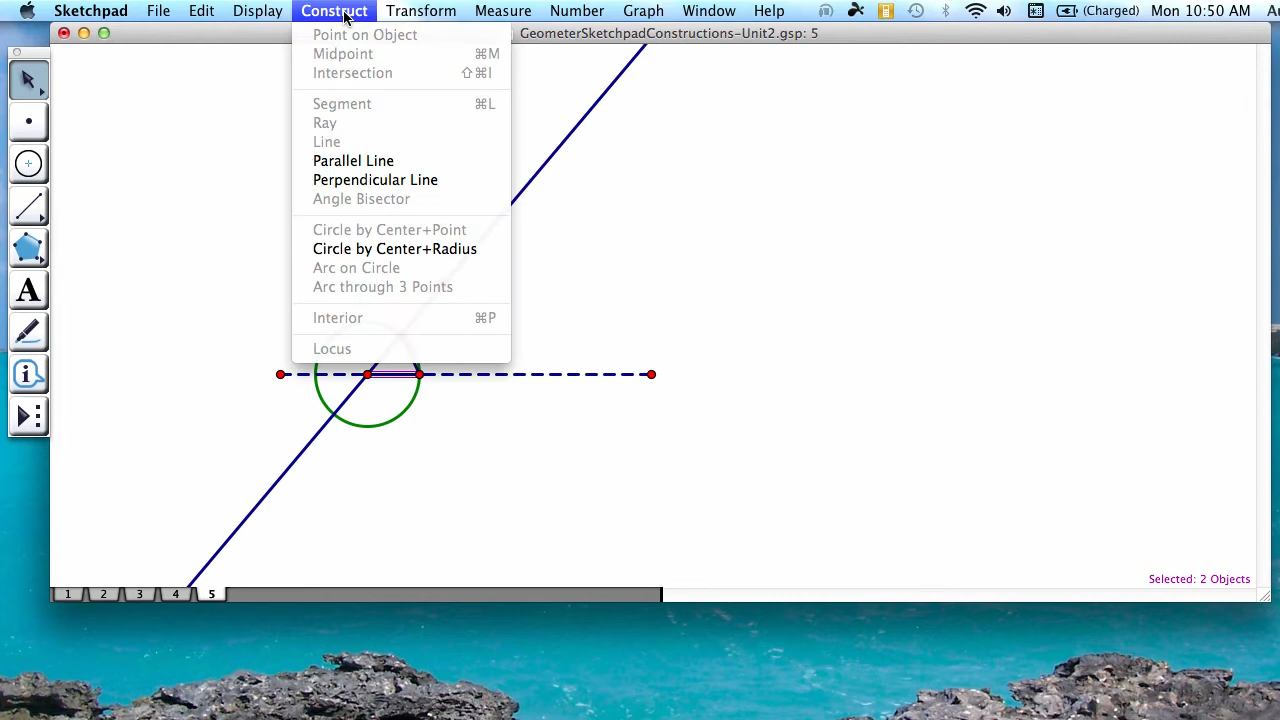 Sketchpad File Edit Display Construct Transform Measure Number Graph Window Help (Charged) Mon 10:50 AM
GeometerSketchpadConstructions-Unit2.gsp: 5
Point on Object
Midpoint ⌘M
Intersection ⇧⌘I
Segment ⌘L
Ray
Line
Parallel Line
Perpendicular Line
Angle Bisector
Circle by Center+Point
Circle by Center+Radius
Arc on Circle
Arc through 3 Points
Interior ⌘P
Locus
A
i
Selected: 2 Objects
1 2 3 4 5